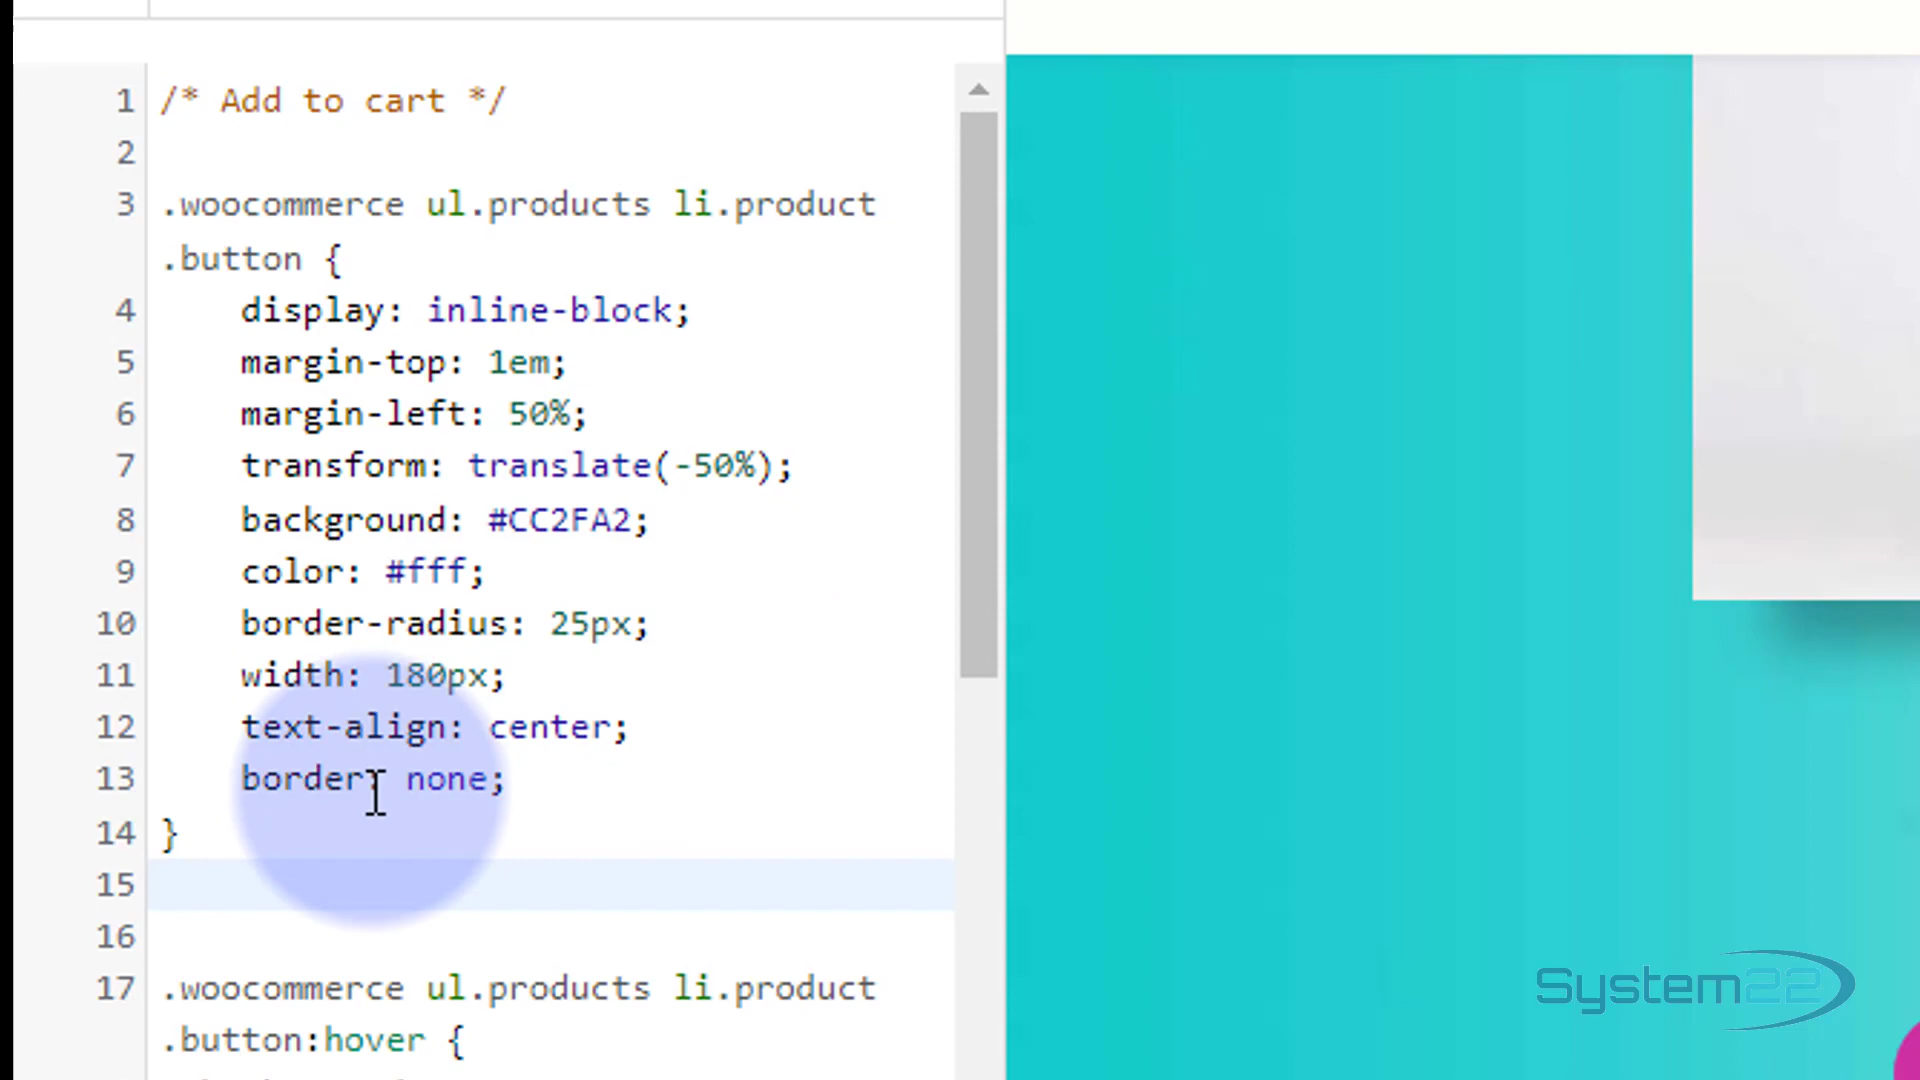 1 /* Add to cart */
2
3 .woocommerce ul.products li.product
.button {
4 display: inline-block;
5 margin-top: 1em;
6 margin-left: 50%;
7 transform: translate(-50%);
8 background: #CC2FA2;
9 color: #fff;
10 border-radius: 25px;
11 width: 180px;
12 text-align: center;
13 border: none;
14 }
15
16
17 .woocommerce ul.products li.product
.button:hover {
System22